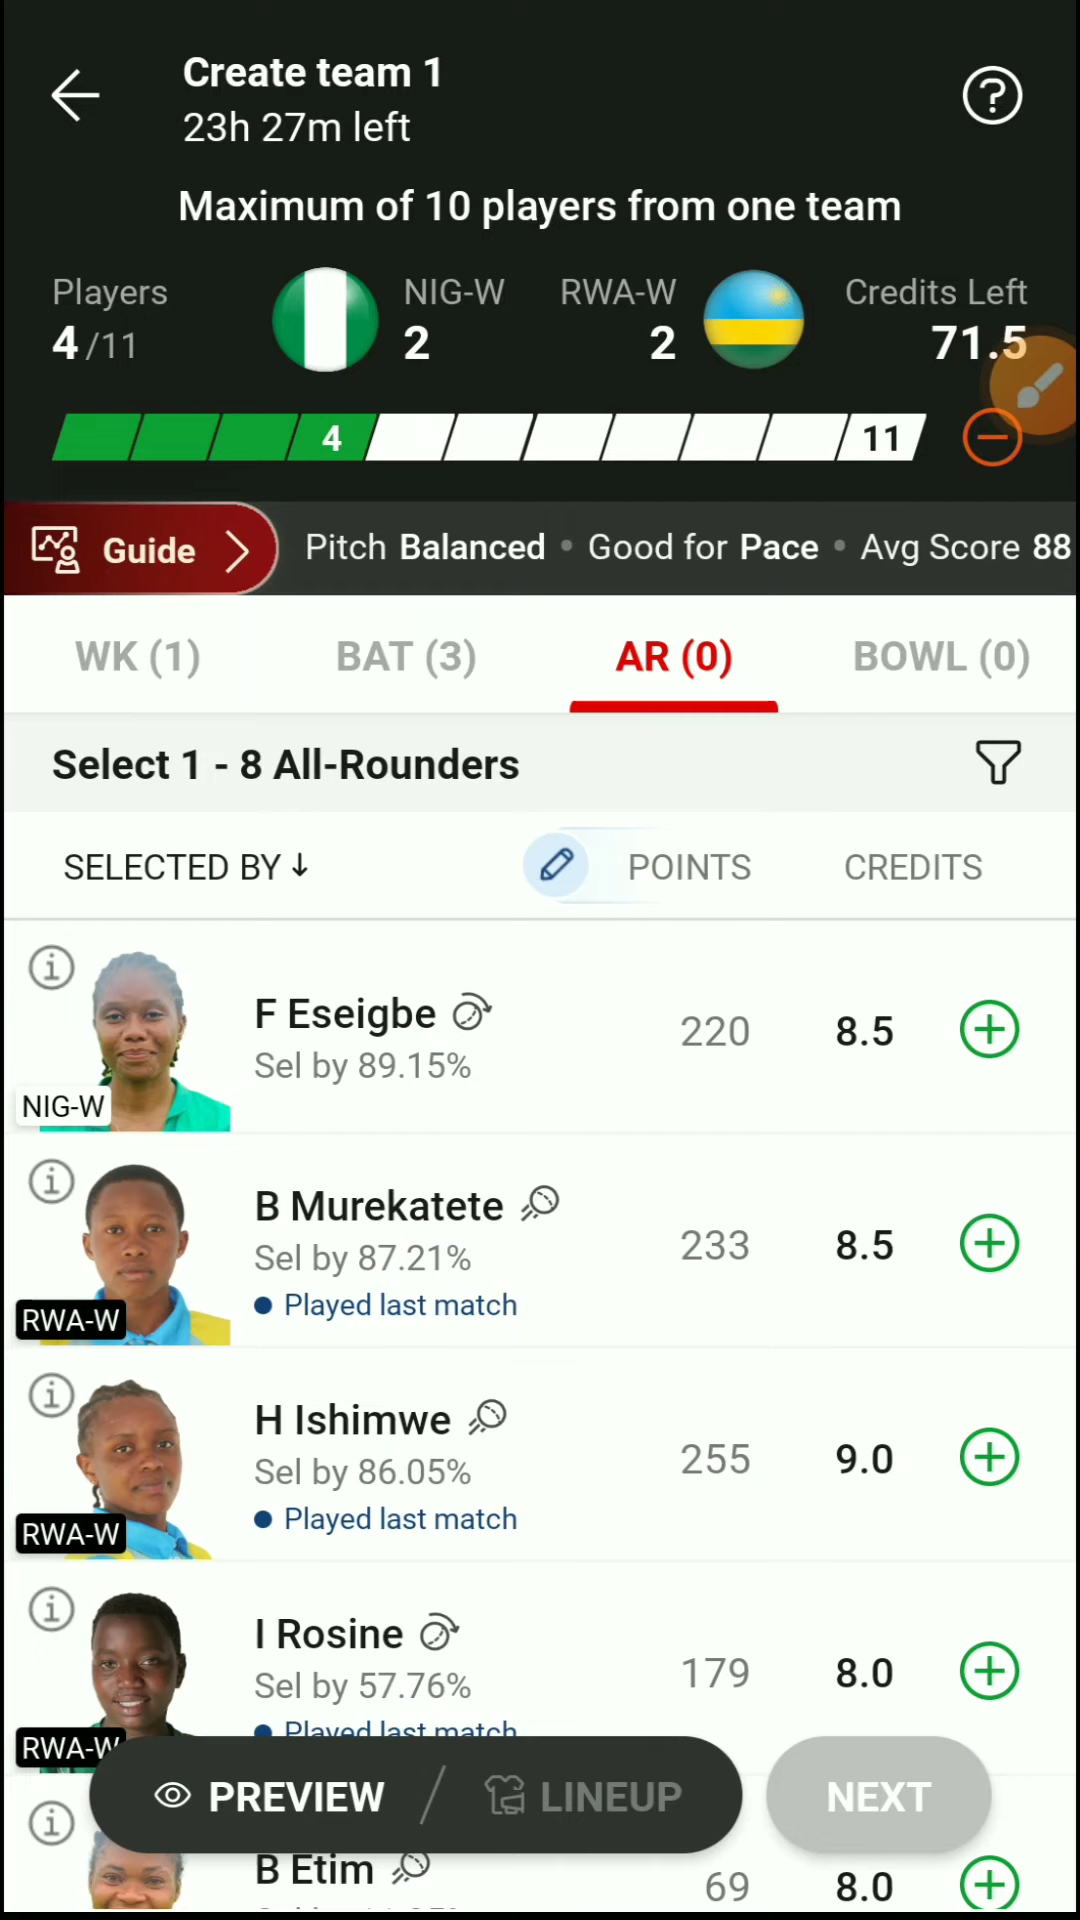 Create team 1
23h 27m left
Maximum of 10 players from one team
Players NIG-W RWA-W Credits Left
4 /11 2 2 71.5
4 11
Guide Pitch Balanced • Good for Pace • Avg Score 88
WK (1) BAT (3) AR (0) BOWL (0)
Select 1 - 8 All-Rounders
SELECTED BY ↓ POINTS CREDITS
F Eseigbe 220 8.5
Sel by 89.15%
NIG-W
B Murekatete 233 8.5
Sel by 87.21%
Played last match
RWA-W
H Ishimwe 255 9.0
Sel by 86.05%
Played last match
RWA-W
I Rosine 179 8.0
Sel by 57.76%
Played last match
RWA-W
PREVIEW / LINEUP NEXT
B Etim 69 8.0